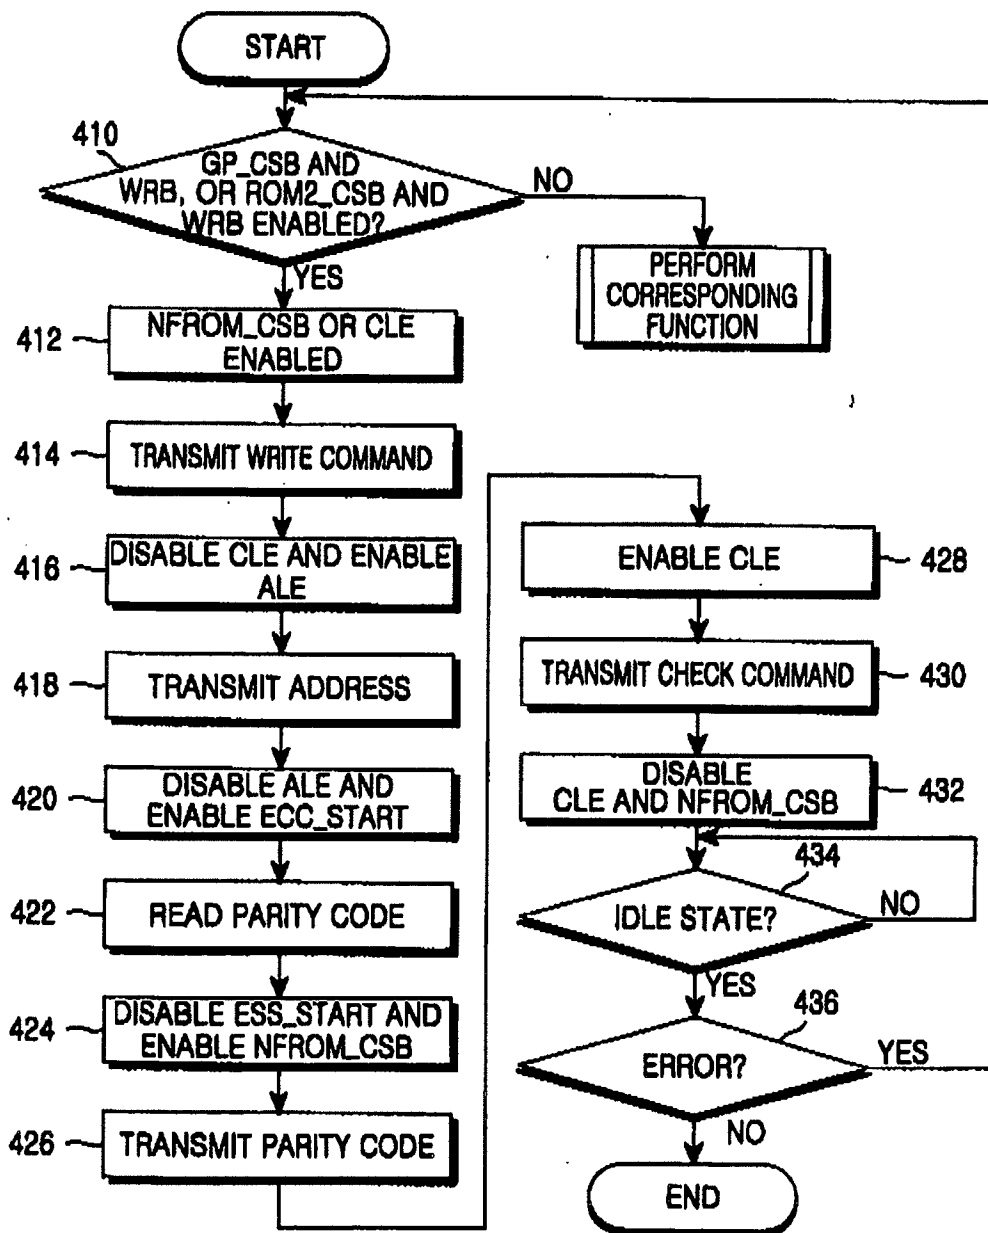 START
410
GP_CSB AND
WRB, OR ROM2_CSB AND
WRB ENABLED?
NO
YES
PERFORM
CORRESPONDING
FUNCTION
412
NFROM_CSB OR CLE
ENABLED
414
TRANSMIT WRITE COMMAND
416
DISABLE CLE AND ENABLE
ALE
418
TRANSMIT ADDRESS
420
DISABLE ALE AND
ENABLE ECC_START
422
READ PARITY CODE
424
DISABLE ESS_START AND
ENABLE NFROM_CSB
426
TRANSMIT PARITY CODE
ENABLE CLE
428
TRANSMIT CHECK COMMAND
430
DISABLE
CLE AND NFROM_CSB
432
434
IDLE STATE?
NO
YES
436
ERROR?
YES
NO
END